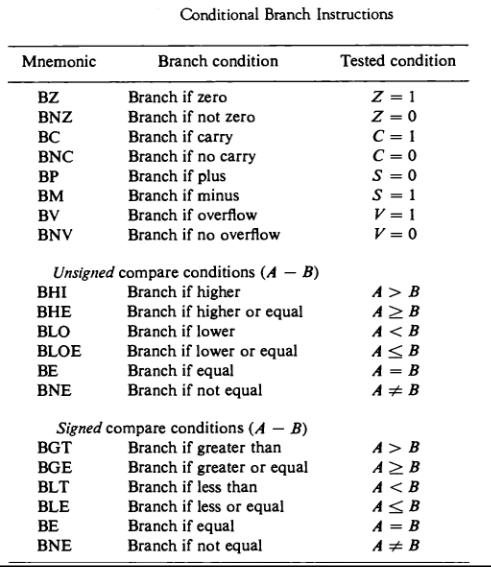 Conditional Branch Instructions
Mnemonic Branch condition Tested condition
BZ Branch if zero Z = 1
BNZ Branch if not zero Z = 0
BC Branch if carry C = 1
BNC Branch if no carry C = 0
BP Branch if plus S = 0
BM Branch if minus S = 1
BV Branch if overflow V = 1
BNV Branch if no overflow V = 0
Unsigned compare conditions (A − B)
BHI Branch if higher A > B
BHE Branch if higher or equal A ≥ B
BLO Branch if lower A < B
BLOE Branch if lower or equal A ≤ B
BE Branch if equal A = B
BNE Branch if not equal A ≠ B
Signed compare conditions (A − B)
BGT Branch if greater than A > B
BGE Branch if greater or equal A ≥ B
BLT Branch if less than A < B
BLE Branch if less or equal A ≤ B
BE Branch if equal A = B
BNE Branch if not equal A ≠ B